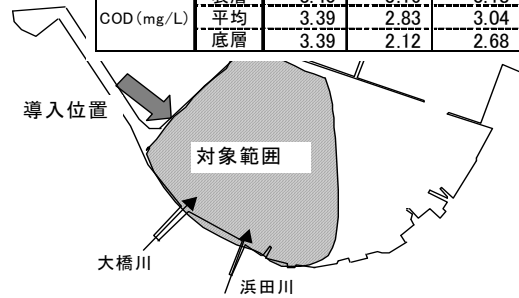 COD(mg/L)
平均 3.39 2.83 3.04
底層 3.39 2.12 2.68
導入位置
対象範囲
大橋川
浜田川